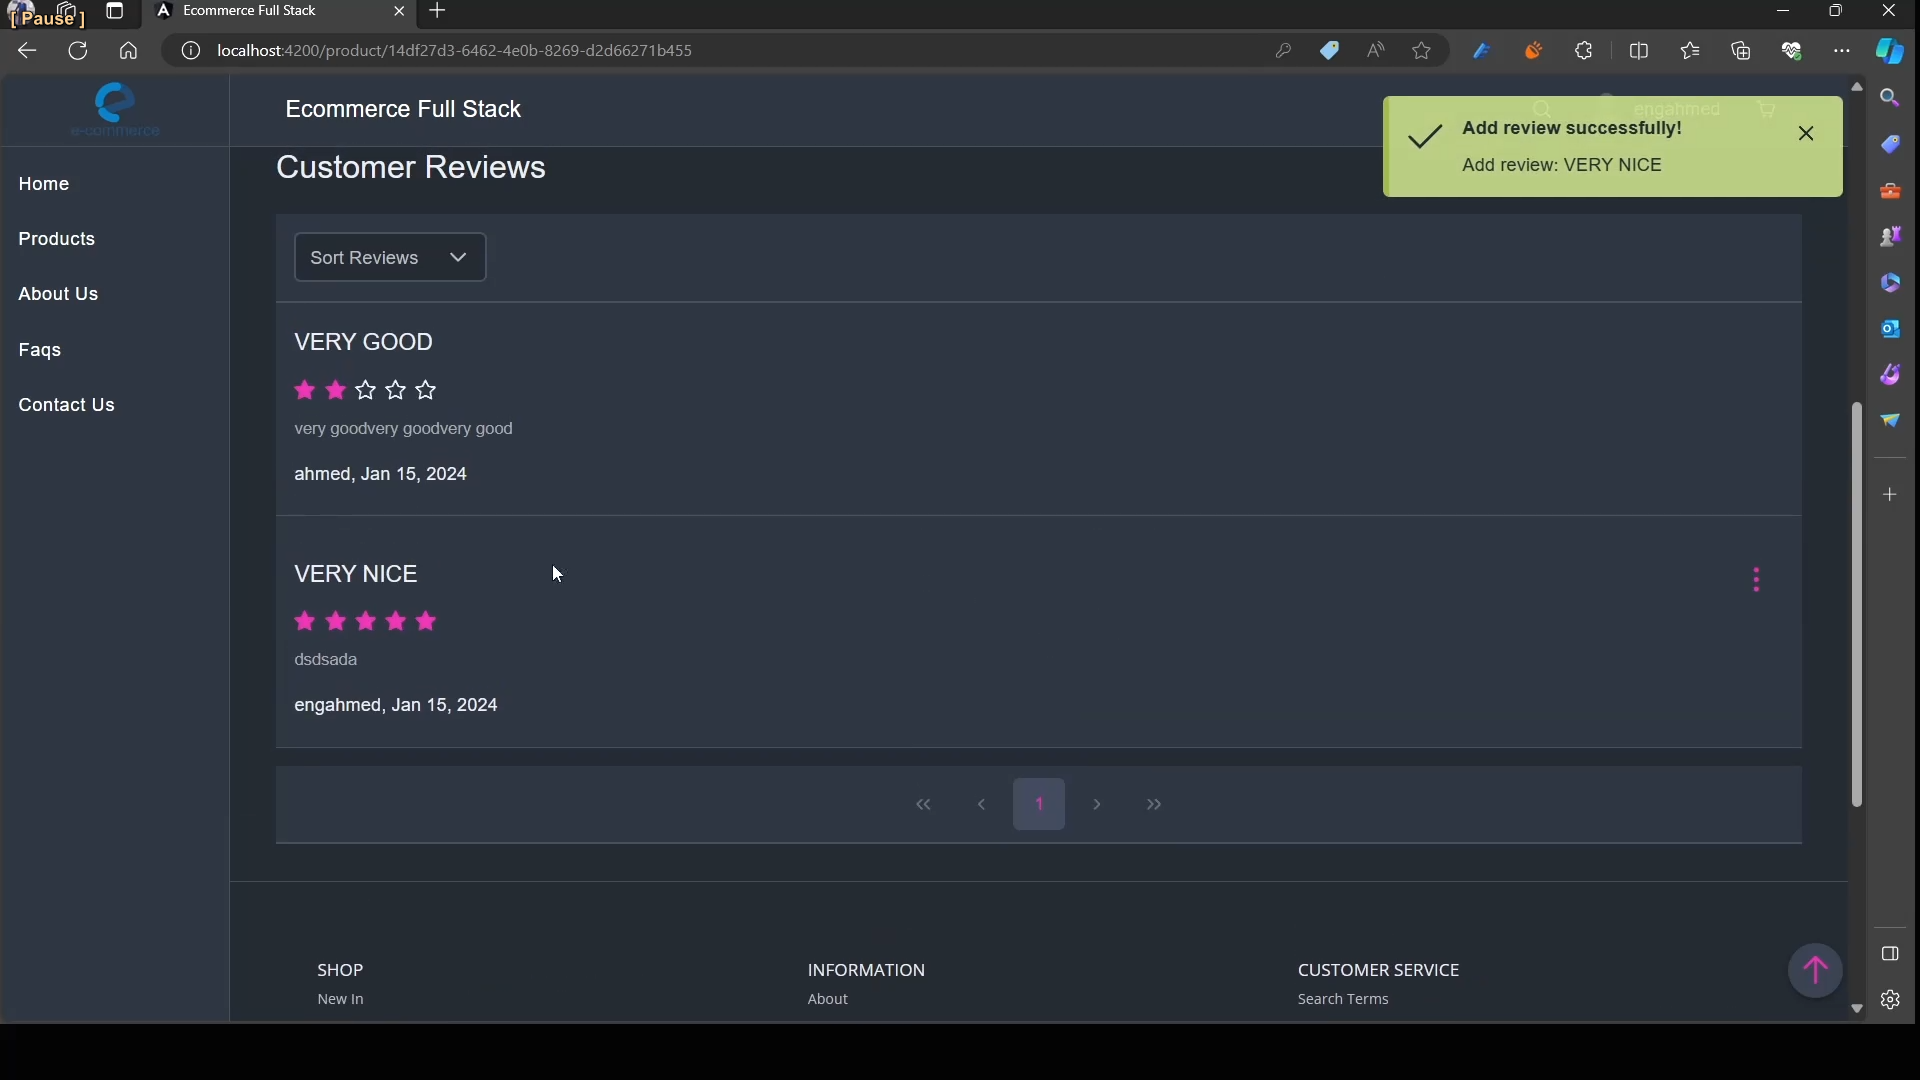 [ Pause ]
Ecommerce Full Stack
localhost:4200/product/14df27d3-6462-4e0b-8269-d2d66271b455
e-commerce
Ecommerce Full Stack
engahmed
Add review successfully!
Add review: VERY NICE
Home
Products
About Us
Faqs
Contact Us
Customer Reviews
Sort Reviews
VERY GOOD
very goodvery goodvery good
ahmed, Jan 15, 2024
VERY NICE
dsdsada
engahmed, Jan 15, 2024
1
SHOP
New In
INFORMATION
About
CUSTOMER SERVICE
Search Terms